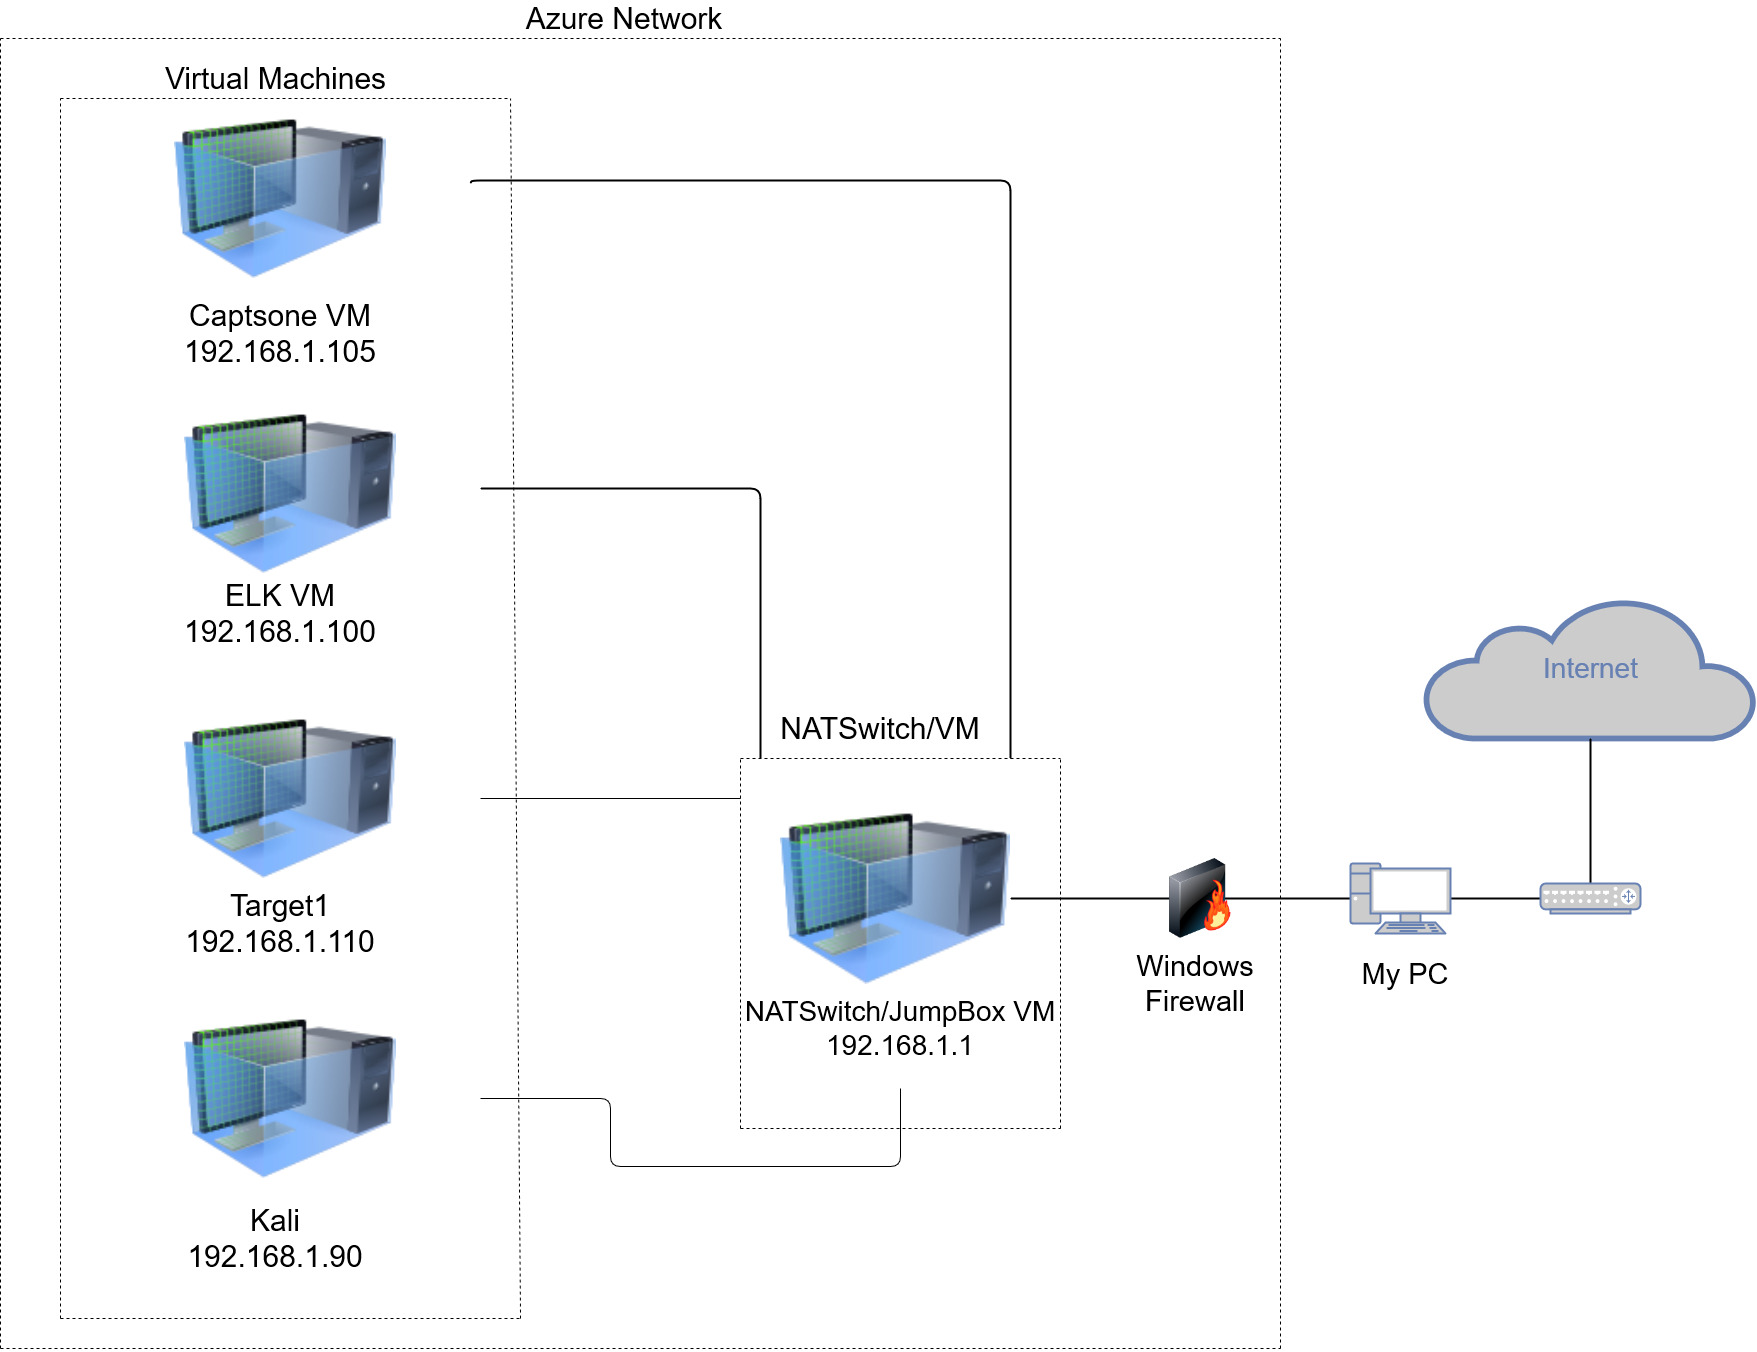 Azure Network
Virtual Machines
Captsone VM
192.168.1.105
ELK VM
192.168.1.100
Target1
192.168.1.110
Kali
192.168.1.90
NATSwitch/VM
NATSwitch/JumpBox VM
192.168.1.1
Windows
Firewall
My PC
Internet